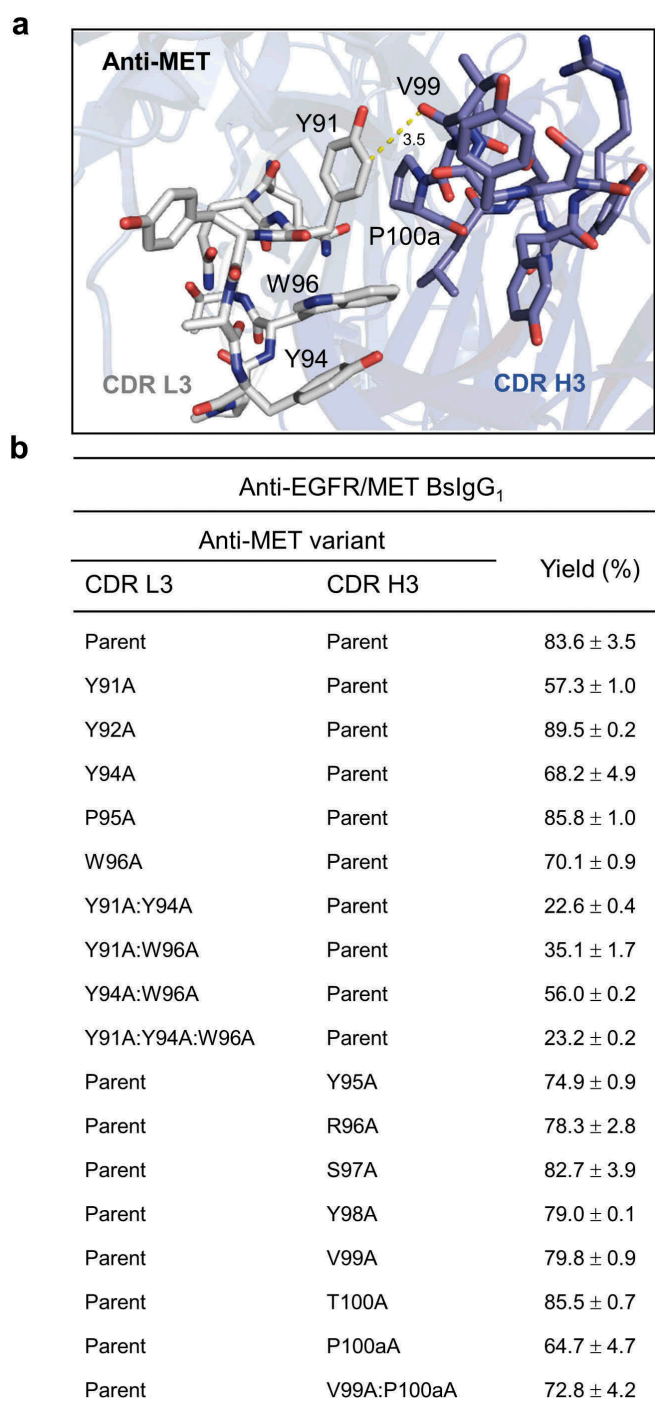 a
Anti-MET
V99
Y91
3.5
P100a
W96
Y94
CDR L3
CDR H3
b
Anti-EGFR/MET BsIgG₁
Anti-MET variant
Yield (%)
CDR L3 CDR H3
Parent Parent 83.6 ± 3.5
Y91A Parent 57.3 ± 1.0
Y92A Parent 89.5 ± 0.2
Y94A Parent 68.2 ± 4.9
P95A Parent 85.8 ± 1.0
W96A Parent 70.1 ± 0.9
Y91A:Y94A Parent 22.6 ± 0.4
Y91A:W96A Parent 35.1 ± 1.7
Y94A:W96A Parent 56.0 ± 0.2
Y91A:Y94A:W96A Parent 23.2 ± 0.2
Parent Y95A 74.9 ± 0.9
Parent R96A 78.3 ± 2.8
Parent S97A 82.7 ± 3.9
Parent Y98A 79.0 ± 0.1
Parent V99A 79.8 ± 0.9
Parent T100A 85.5 ± 0.7
Parent P100aA 64.7 ± 4.7
Parent V99A:P100aA 72.8 ± 4.2